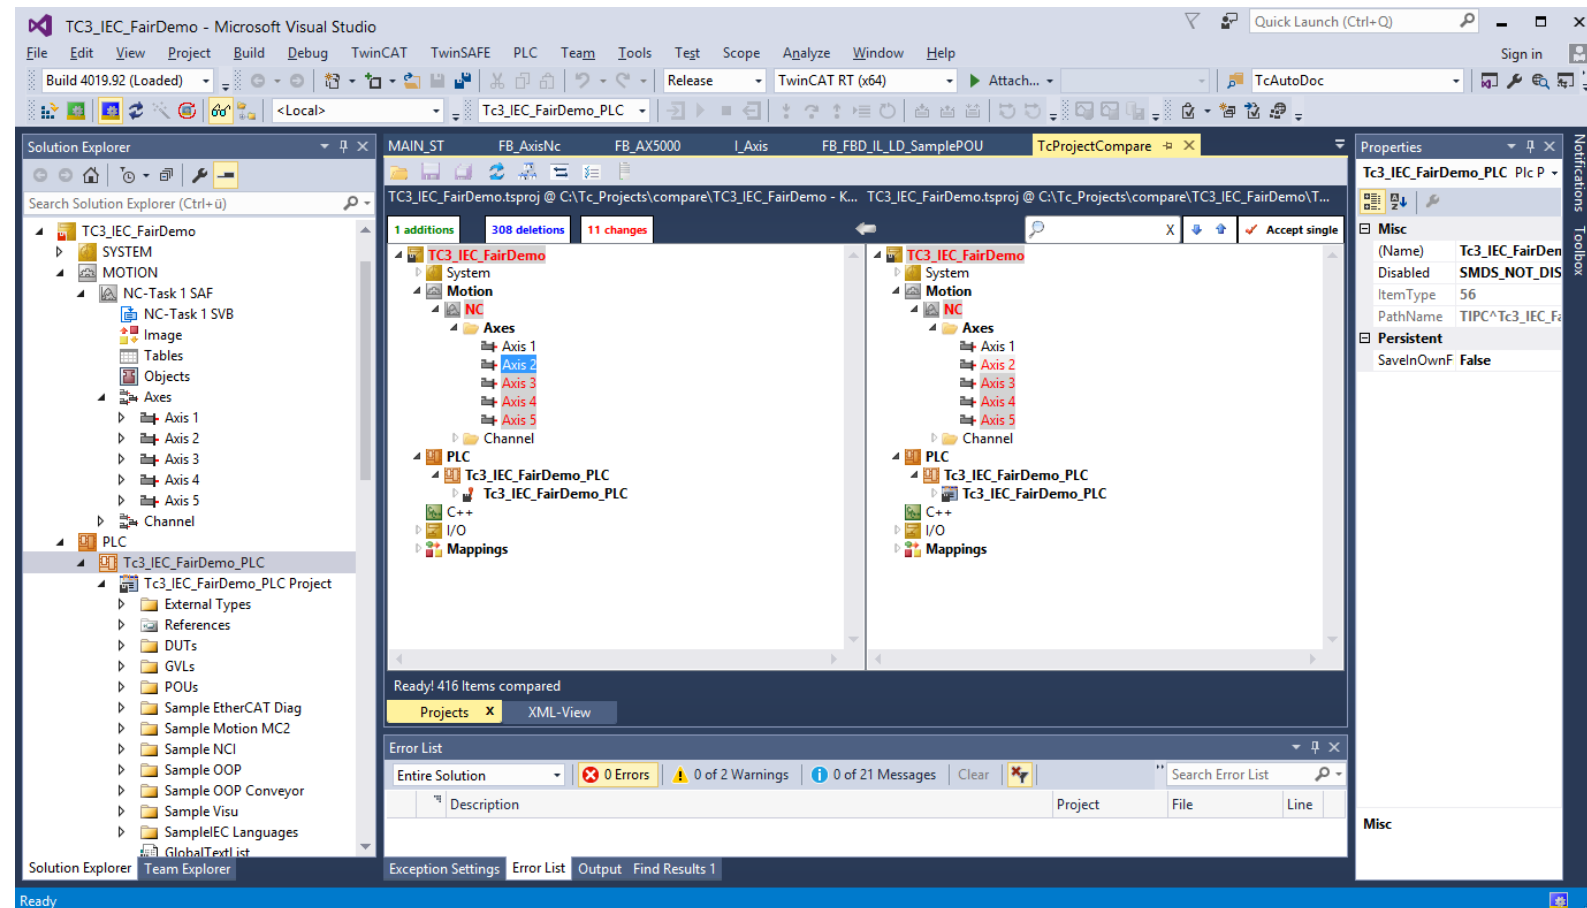 TC3_IEC_FairDemo - Microsoft Visual Studio
Quick Launch (Ctrl+Q)
File Edit View Project Build Debug TwinCAT TwinSAFE PLC Team Tools Test Scope Analyze Window Help
Sign in
Build 4019.92 (Loaded) Release TwinCAT RT (x64) Attach... TcAutoDoc
<Local> Tc3_IEC_FairDemo_PLC
Solution Explorer
Search Solution Explorer (Ctrl+ü)
TC3_IEC_FairDemo
SYSTEM
MOTION
NC-Task 1 SAF
NC-Task 1 SVB
Image
Tables
Objects
Axes
Axis 1
Axis 2
Axis 3
Axis 4
Axis 5
Channel
PLC
Tc3_IEC_FairDemo_PLC
Tc3_IEC_FairDemo_PLC Project
External Types
References
DUTs
GVLs
POUs
Sample EtherCAT Diag
Sample Motion MC2
Sample NCI
Sample OOP
Sample OOP Conveyor
Sample Visu
SampleIEC Languages
GlobalTextList
Solution Explorer Team Explorer
MAIN_ST FB_AxisNc FB_AX5000 I_Axis FB_FBD_IL_LD_SamplePOU TcProjectCompare
TC3_IEC_FairDemo.tsproj @ C:\Tc_Projects\compare\TC3_IEC_FairDemo - K... TC3_IEC_FairDemo.tsproj @ C:\Tc_Projects\compare\TC3_IEC_FairDemo\T...
1 additions 308 deletions 11 changes X Accept single
TC3_IEC_FairDemo
System
Motion
NC
Axes
Axis 1
Axis 2
Axis 3
Axis 4
Axis 5
Channel
PLC
Tc3_IEC_FairDemo_PLC
Tc3_IEC_FairDemo_PLC
C++
I/O
Mappings
TC3_IEC_FairDemo
System
Motion
NC
Axes
Axis 1
Axis 2
Axis 3
Axis 4
Axis 5
Channel
PLC
Tc3_IEC_FairDemo_PLC
Tc3_IEC_FairDemo_PLC
C++
I/O
Mappings
Ready! 416 Items compared
Projects X XML-View
Error List
Entire Solution 0 Errors 0 of 2 Warnings 0 of 21 Messages Clear Search Error List
Description Project File Line
Exception Settings Error List Output Find Results 1
Properties
Tc3_IEC_FairDemo_PLC Plc P
Misc
(Name) Tc3_IEC_FairDen
Disabled SMDS_NOT_DIS
ItemType 56
PathName TIPC^Tc3_IEC_Fa
Persistent
SaveInOwnF False
Misc
Notifications
Toolbox
Ready